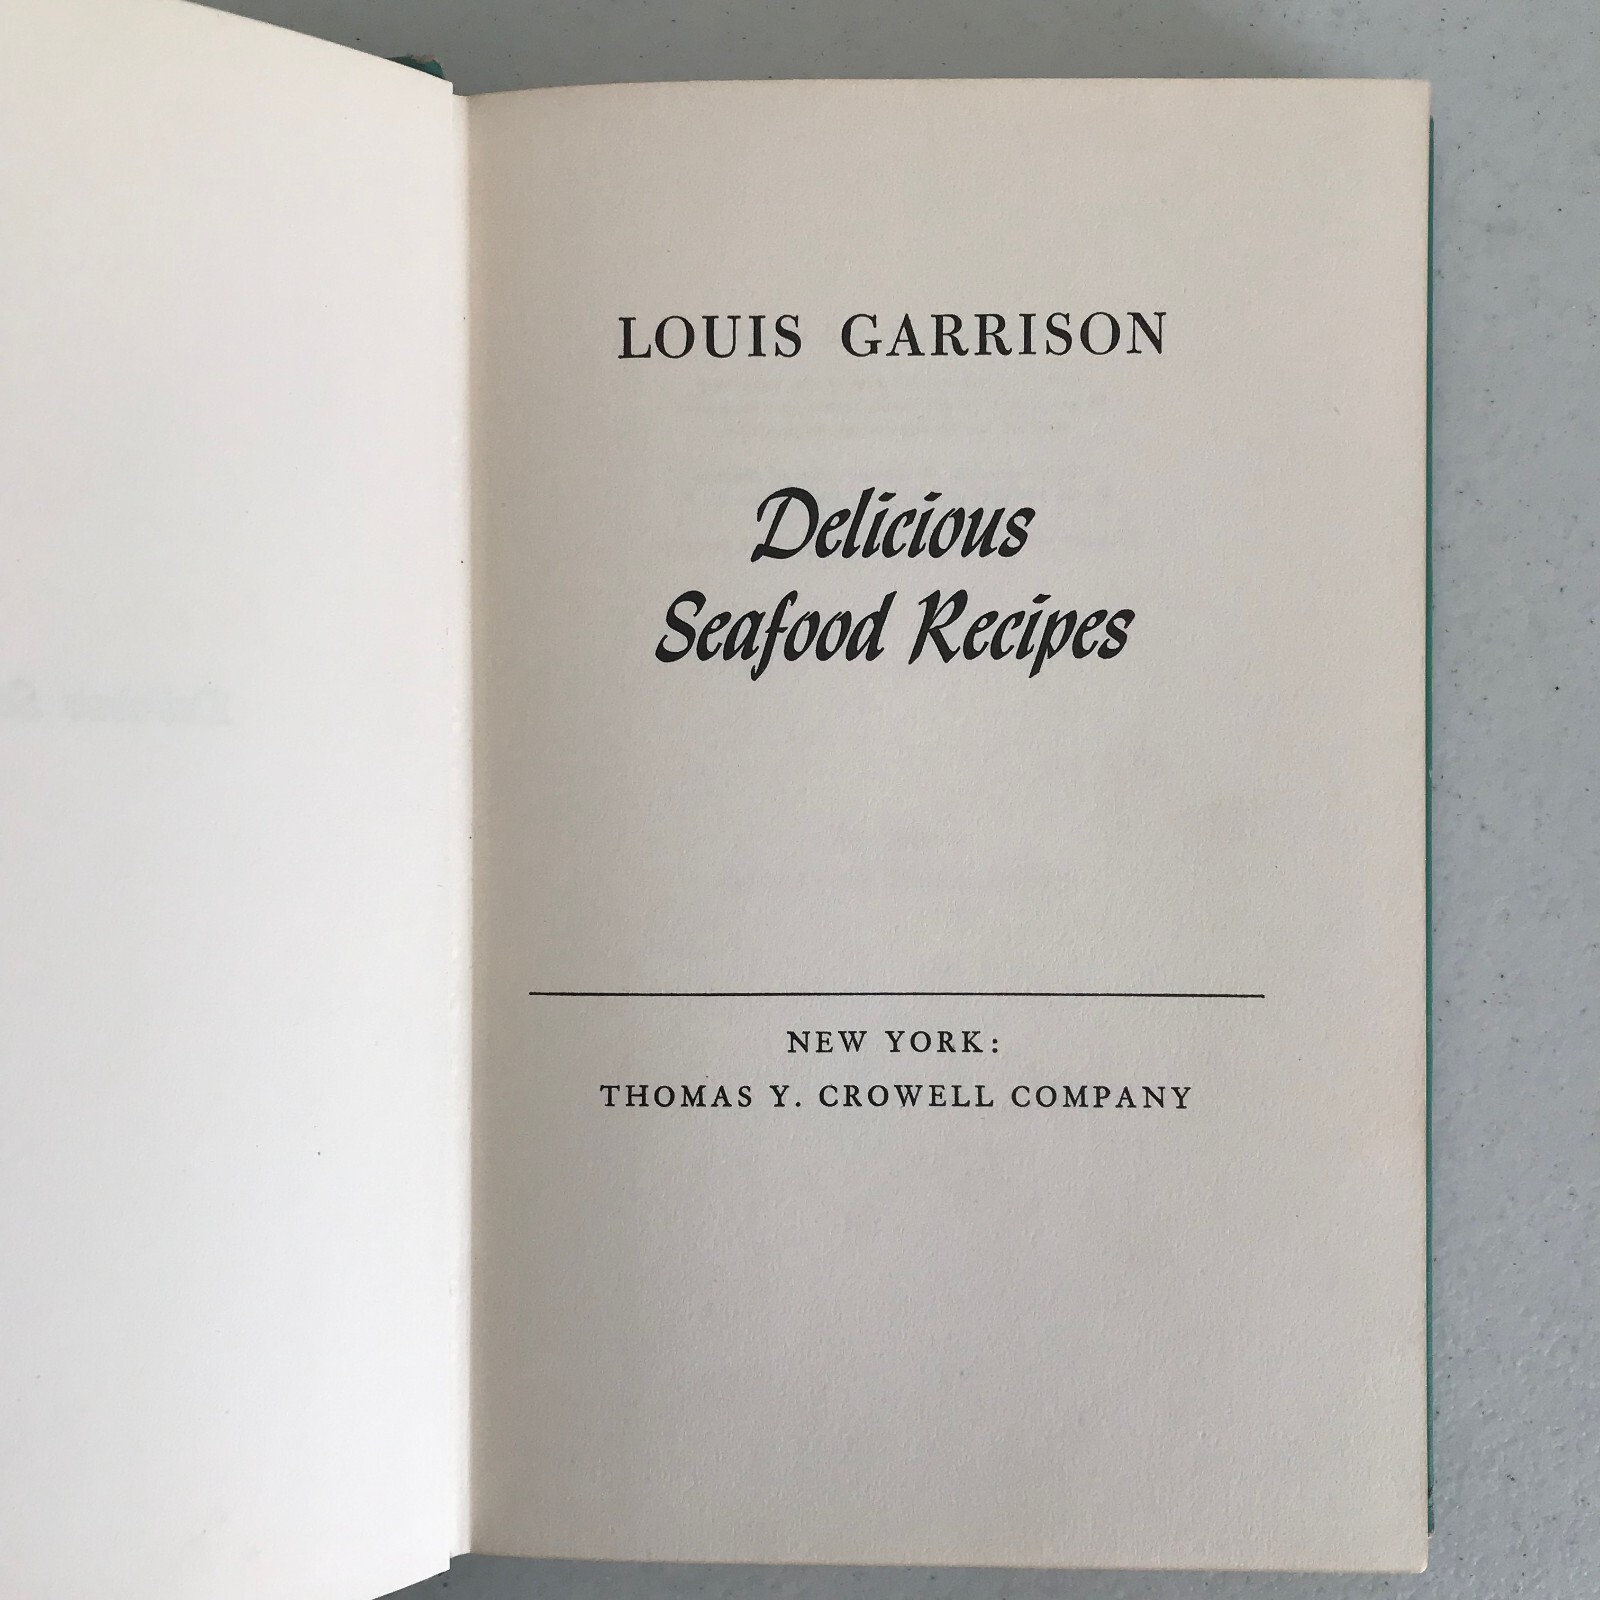 LOUIS GARRISON
Delicious
Seafood Recipes
NEW YORK:
THOMAS Y. CROWELL COMPANY